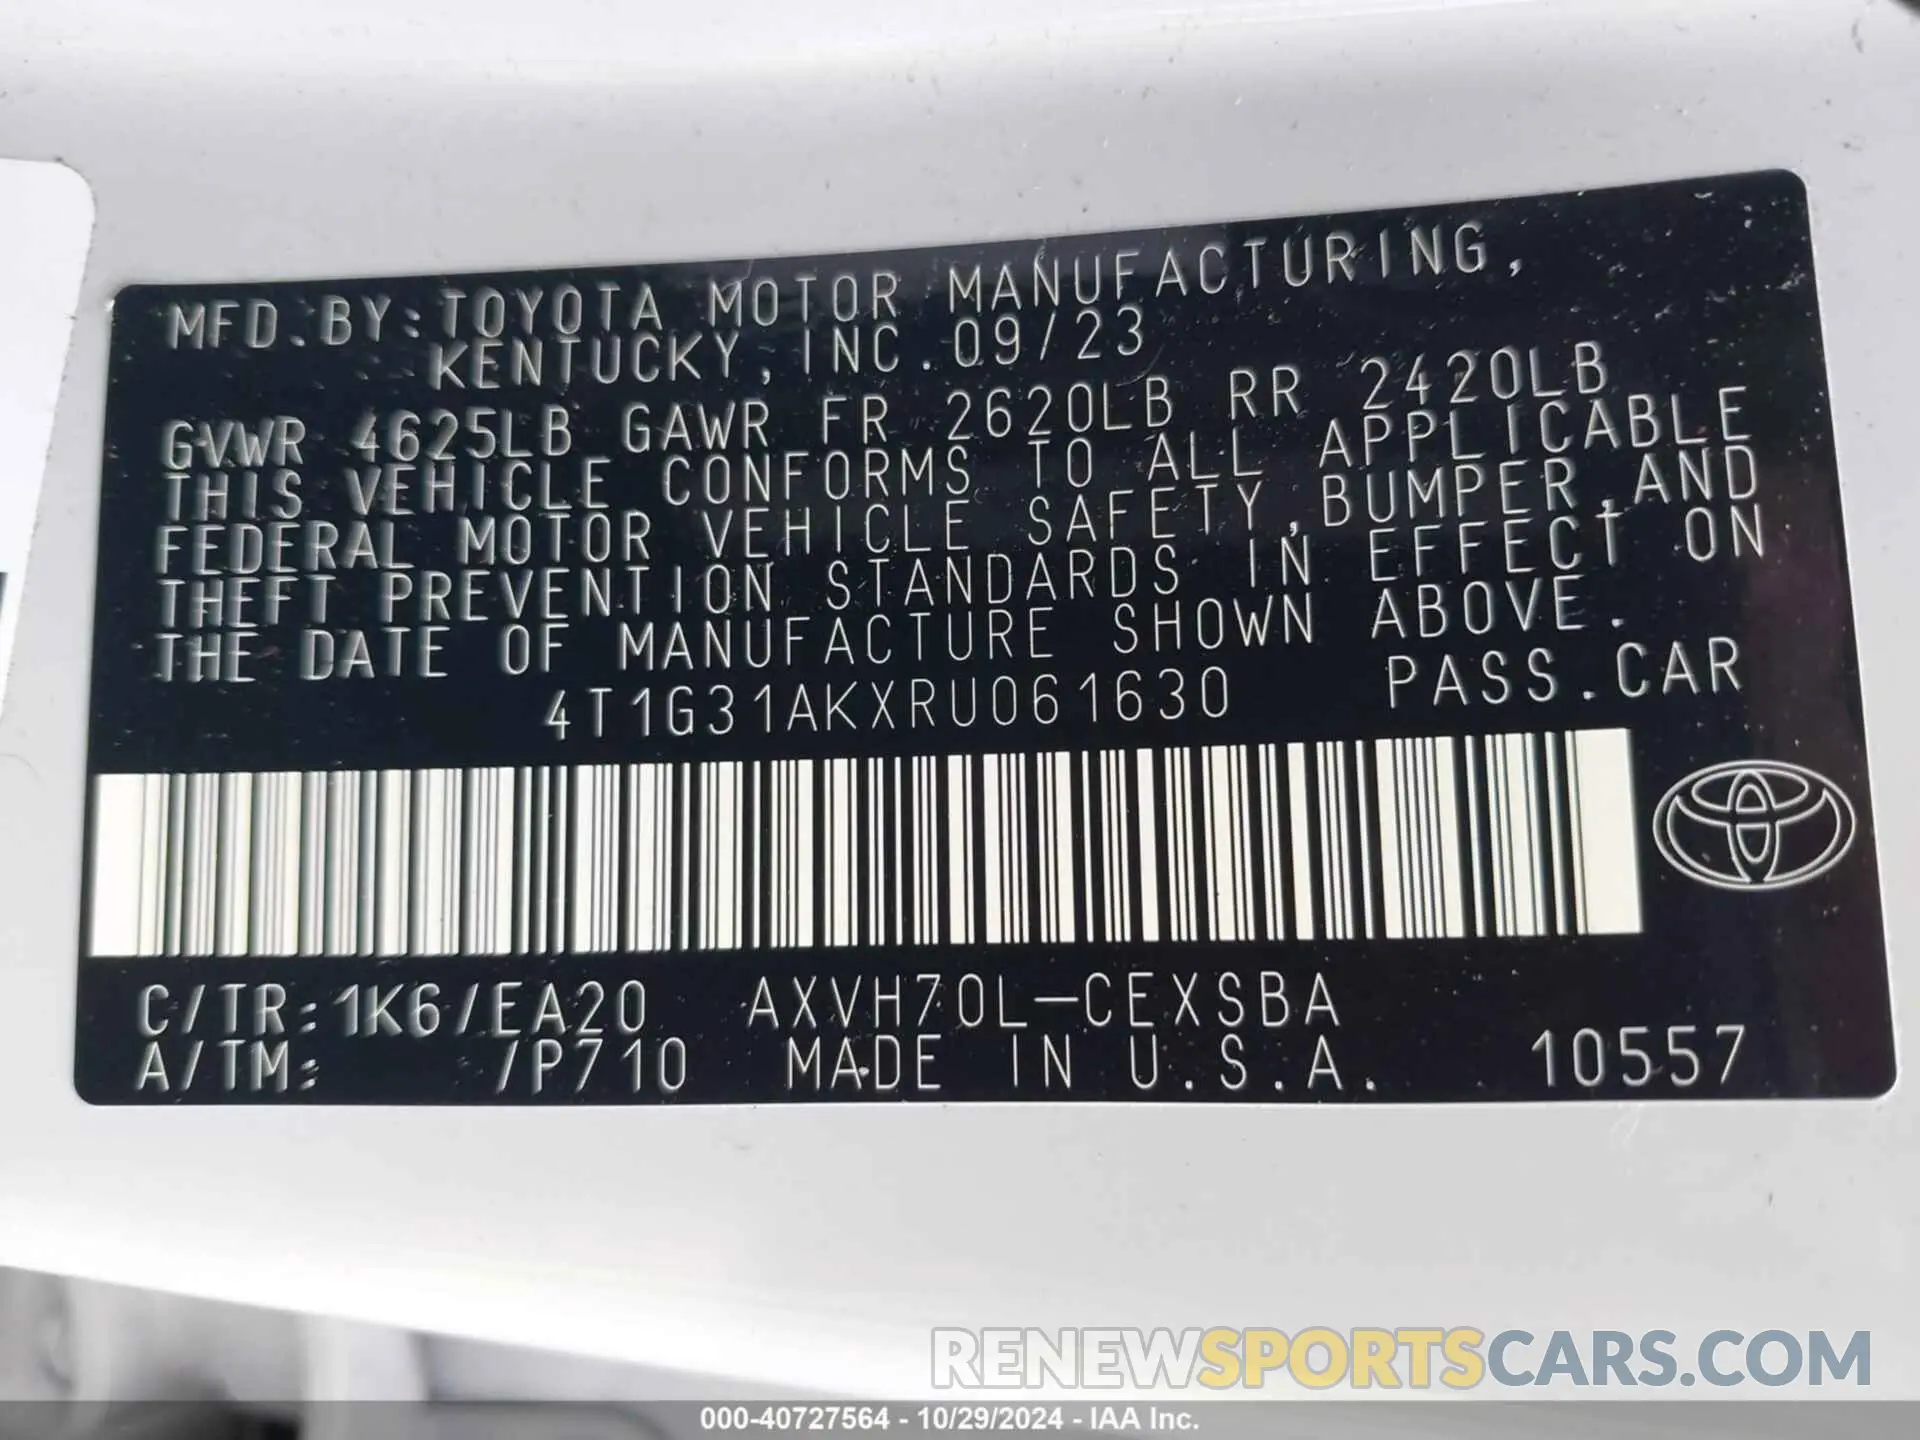 MFD.BY:TOYOTA MOTOR MANUFACTURING,
KENTUCKY, INC. 09/23
GVWR 4625LB GAWR FR 2620LB RR 2420LB
THIS VEHICLE CONFORMS TO ALL APPLICABLE
FEDERAL MOTOR VEHICLE SAFETY, BUMPER, AND
THEFT PREVENTION STANDARDS IN EFFECT ON
THE DATE OF MANUFACTURE SHOWN ABOVE.
4T1G31AKXRU061630 PASS.CAR
C/TR:1K6/EA20 AXVH70L-CEXSBA
A/TM: /P710 MADE IN U.S.A. 10557
RENEWSPORTSCARS.COM
000-40727564 - 10/29/2024 - IAA Inc.